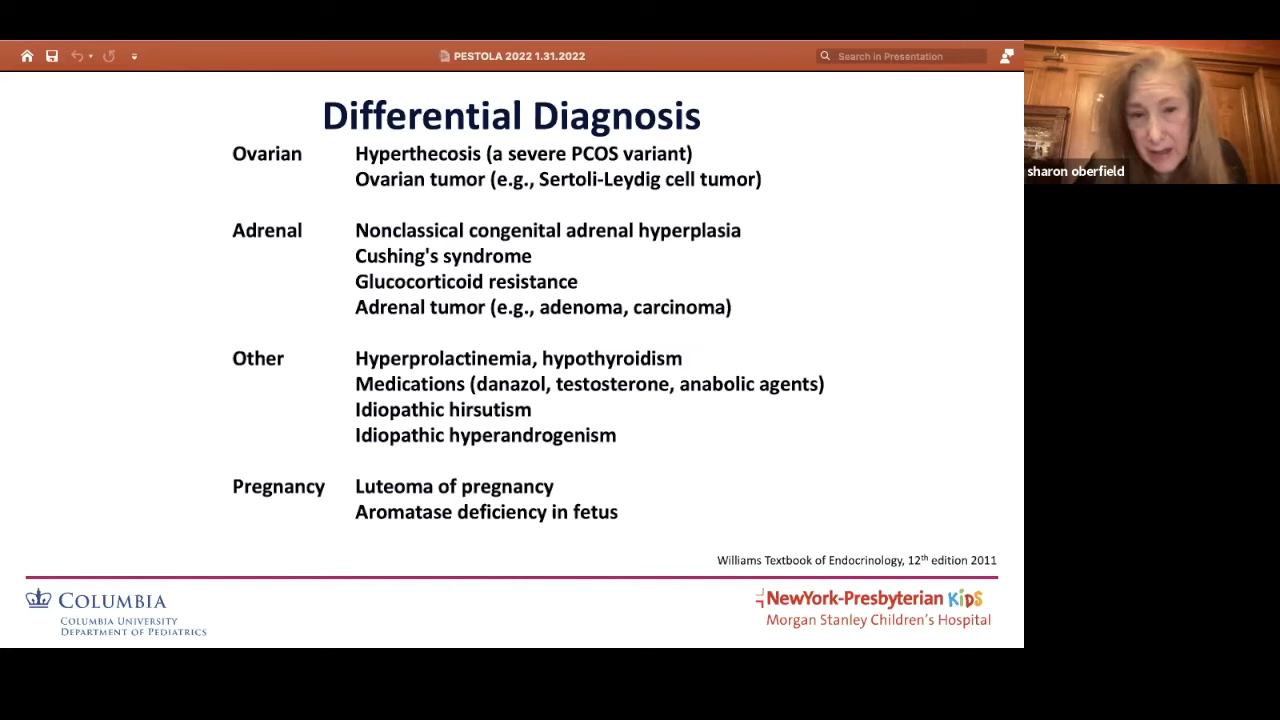 PESTOLA 2022 1.31.2022
Search in Presentation
sharon oberfield
Differential Diagnosis
Ovarian Hyperthecosis (a severe PCOS variant)
Ovarian tumor (e.g., Sertoli-Leydig cell tumor)
Adrenal Nonclassical congenital adrenal hyperplasia
Cushing's syndrome
Glucocorticoid resistance
Adrenal tumor (e.g., adenoma, carcinoma)
Other Hyperprolactinemia, hypothyroidism
Medications (danazol, testosterone, anabolic agents)
Idiopathic hirsutism
Idiopathic hyperandrogenism
Pregnancy Luteoma of pregnancy
Aromatase deficiency in fetus
Williams Textbook of Endocrinology, 12th edition 2011
COLUMBIA
COLUMBIA UNIVERSITY
DEPARTMENT OF PEDIATRICS
NewYork-Presbyterian KiDS
Morgan Stanley Children's Hospital